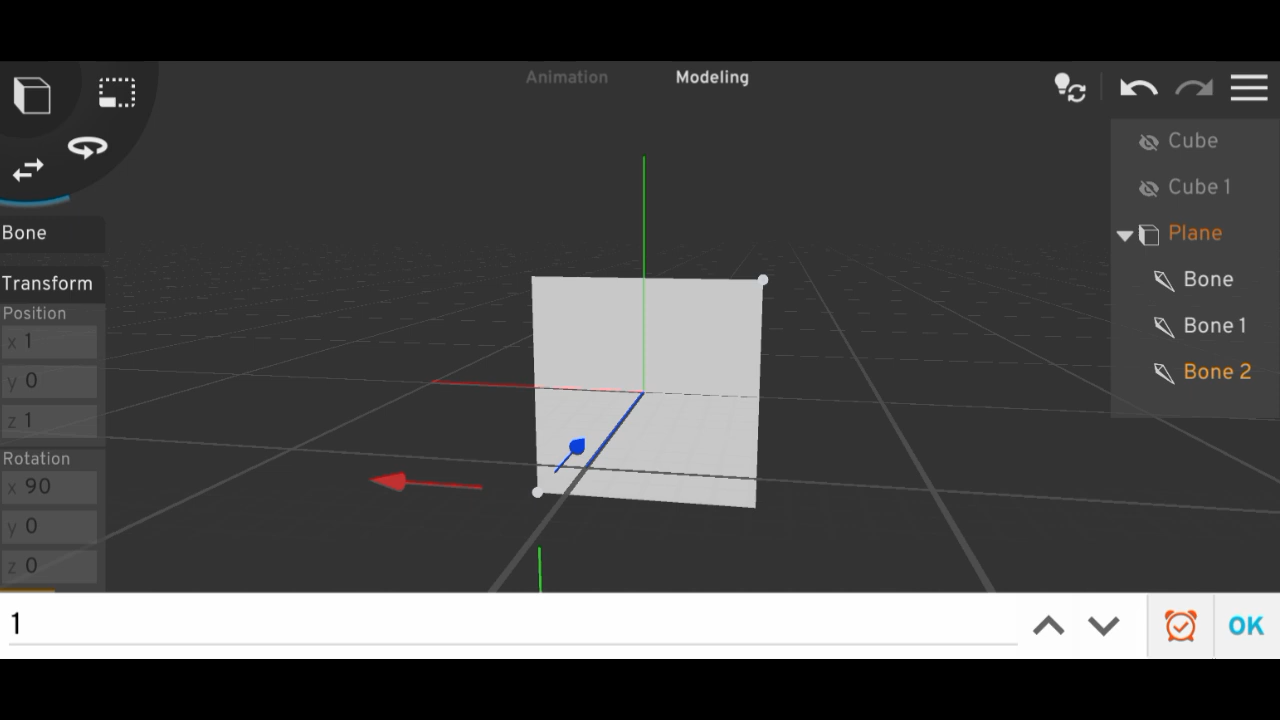 Animation Modeling
Cube
Cube 1
Plane
Bone
Bone 1
Bone 2
Bone
Transform
Position
x 1
y 0
z 1
Rotation
x 90
y 0
z 0
1
OK